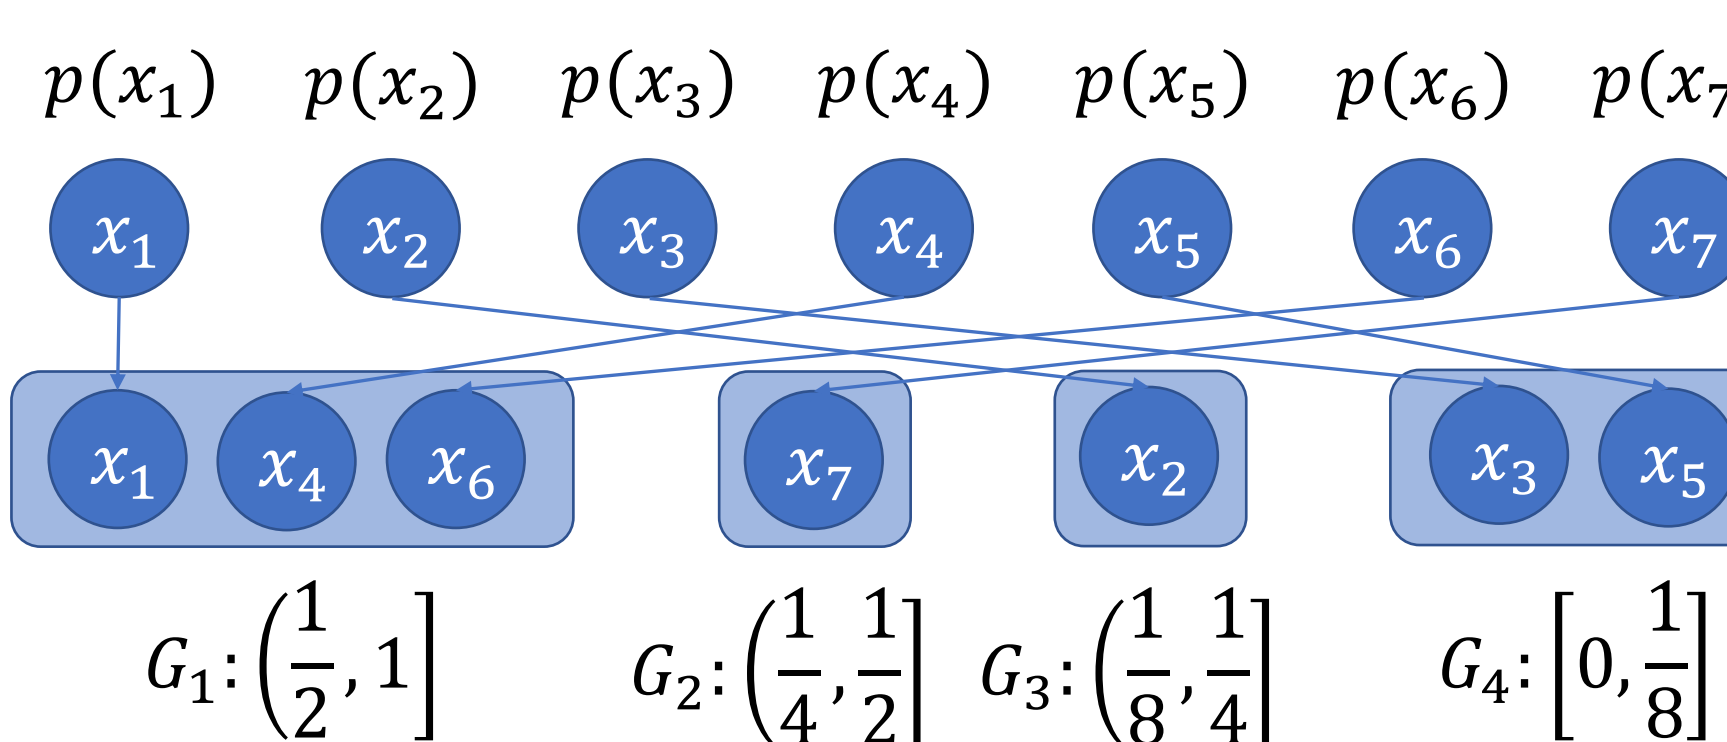 p(x₁) p(x₂) p(x₃) p(x₄) p(x₅) p(x₆) p(x₇
x₁ x₂ x₃ x₄ x₅ x₆ x₇
x₁ x₄ x₆ x₇ x₂ x₃ x₅
G₁: (1/2, 1] G₂: (1/4, 1/2] G₃: (1/8, 1/4] G₄: [0, 1/8]